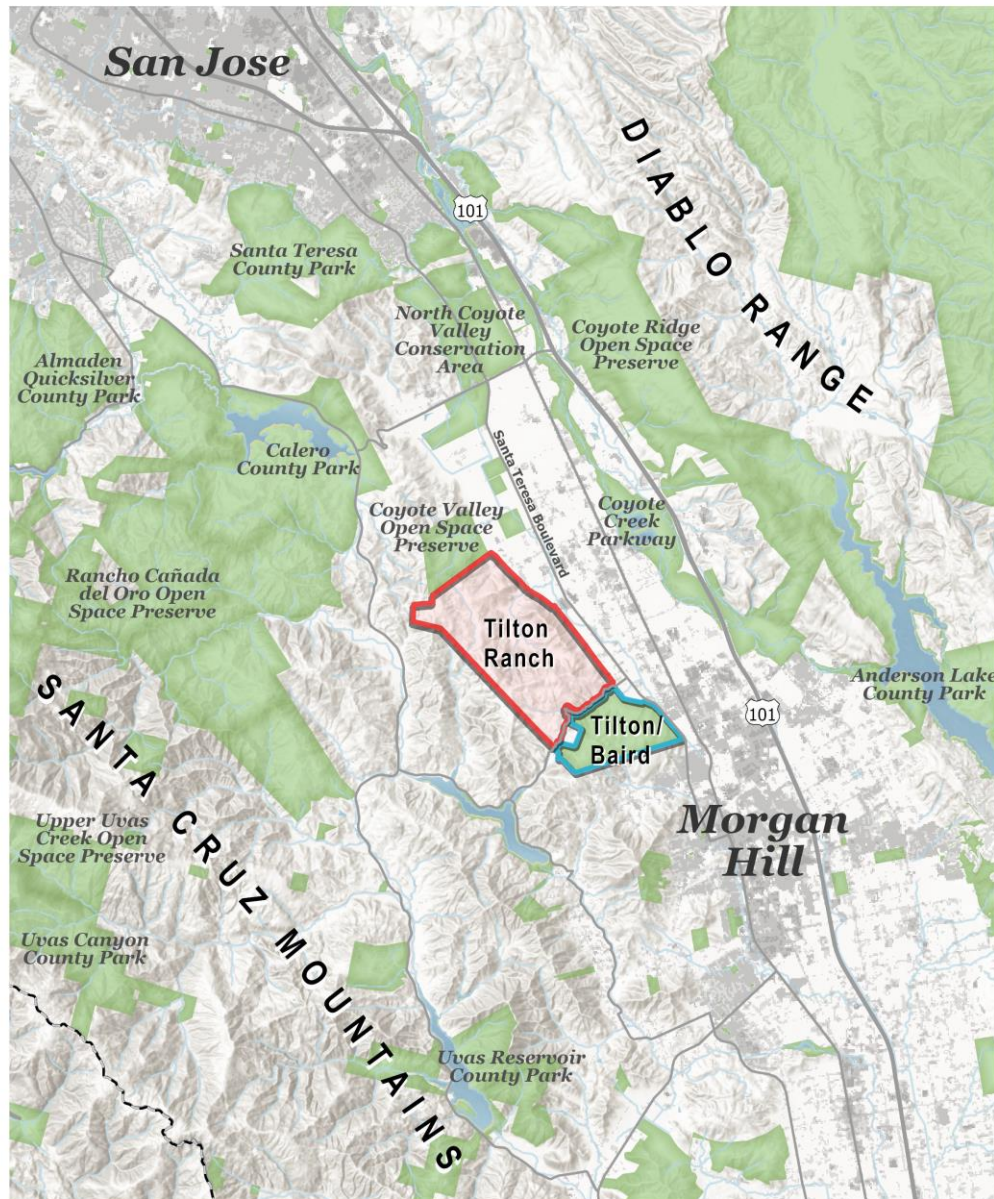 San Jose
DIABLO RANGE
101
Santa Teresa
County Park
North Coyote
Valley
Conservation
Area
Coyote Ridge
Open Space
Preserve
Almaden
Quicksilver
County Park
Calero
County Park
Santa Teresa Boulevard
Coyote Valley
Open Space
Preserve
Coyote
Creek
Parkway
Rancho Cañada
del Oro Open
Space Preserve
Tilton
Ranch
Anderson Lake
County Park
Tilton/
Baird
101
SANTA CRUZ MOUNTAINS
Upper Uvas
Creek Open
Space Preserve
Morgan
Hill
Uvas Canyon
County Park
Uvas Reservoir
County Park